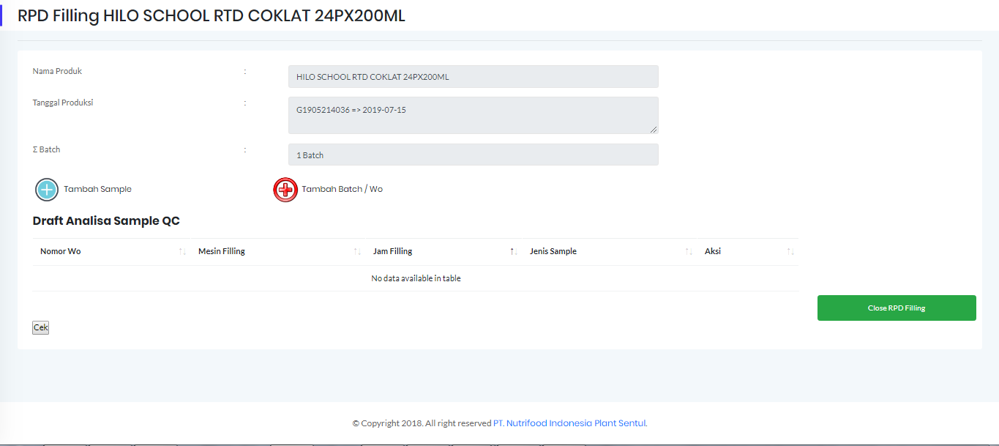 RPD Filling HILO SCHOOL RTD COKLAT 24PX200ML
Nama Produk : HILO SCHOOL RTD COKLAT 24PX200ML
Tanggal Produksi : G1905214036 => 2019-07-15
Σ Batch : 1 Batch
Tambah Sample Tambah Batch / Wo
Draft Analisa Sample QC
Nomor Wo Mesin Filling Jam Filling Jenis Sample Aksi
No data available in table
Close RPD Filling
Cek
© Copyright 2018. All right reserved PT. Nutrifood Indonesia Plant Sentul.